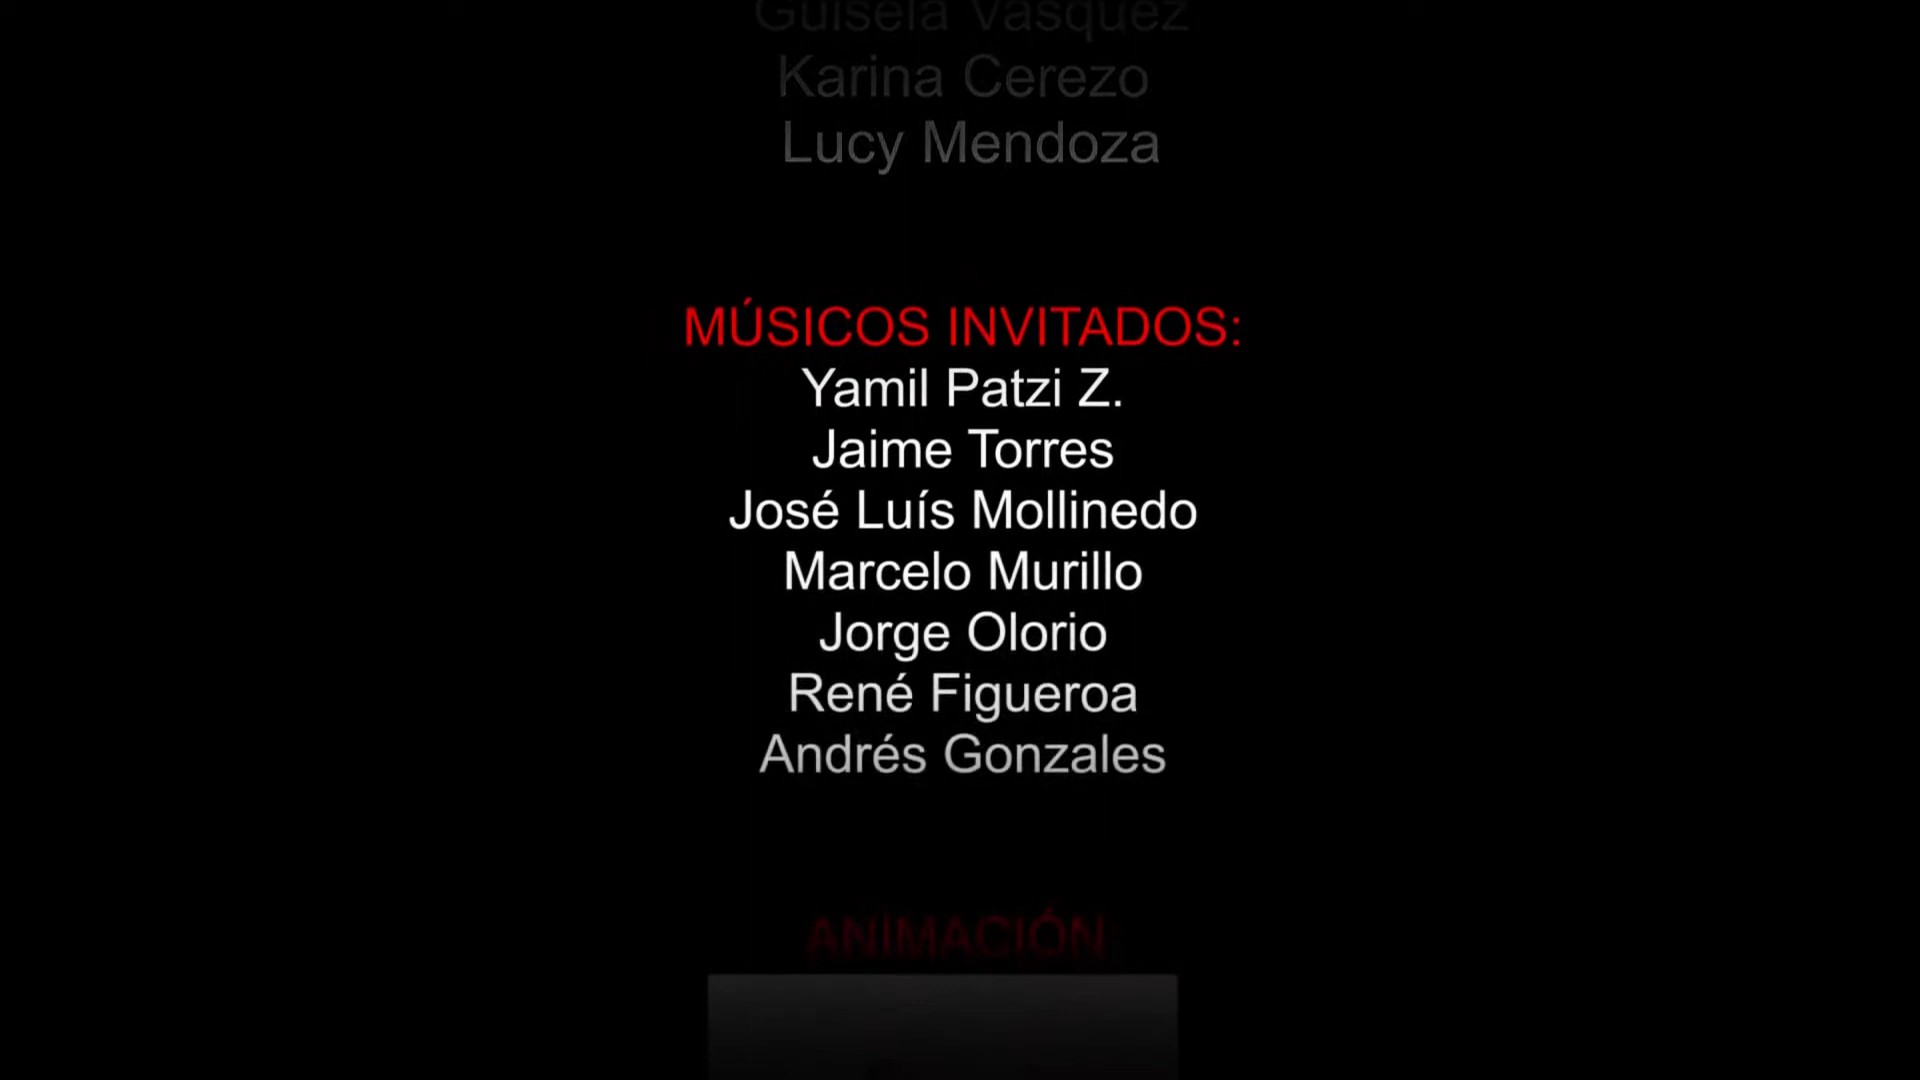 Guisela Vásquez
Karina Cerezo
Lucy Mendoza
MÚSICOS INVITADOS:
Yamil Patzi Z.
Jaime Torres
José Luís Mollinedo
Marcelo Murillo
Jorge Olorio
René Figueroa
Andrés Gonzales
ANIMACIÓN: